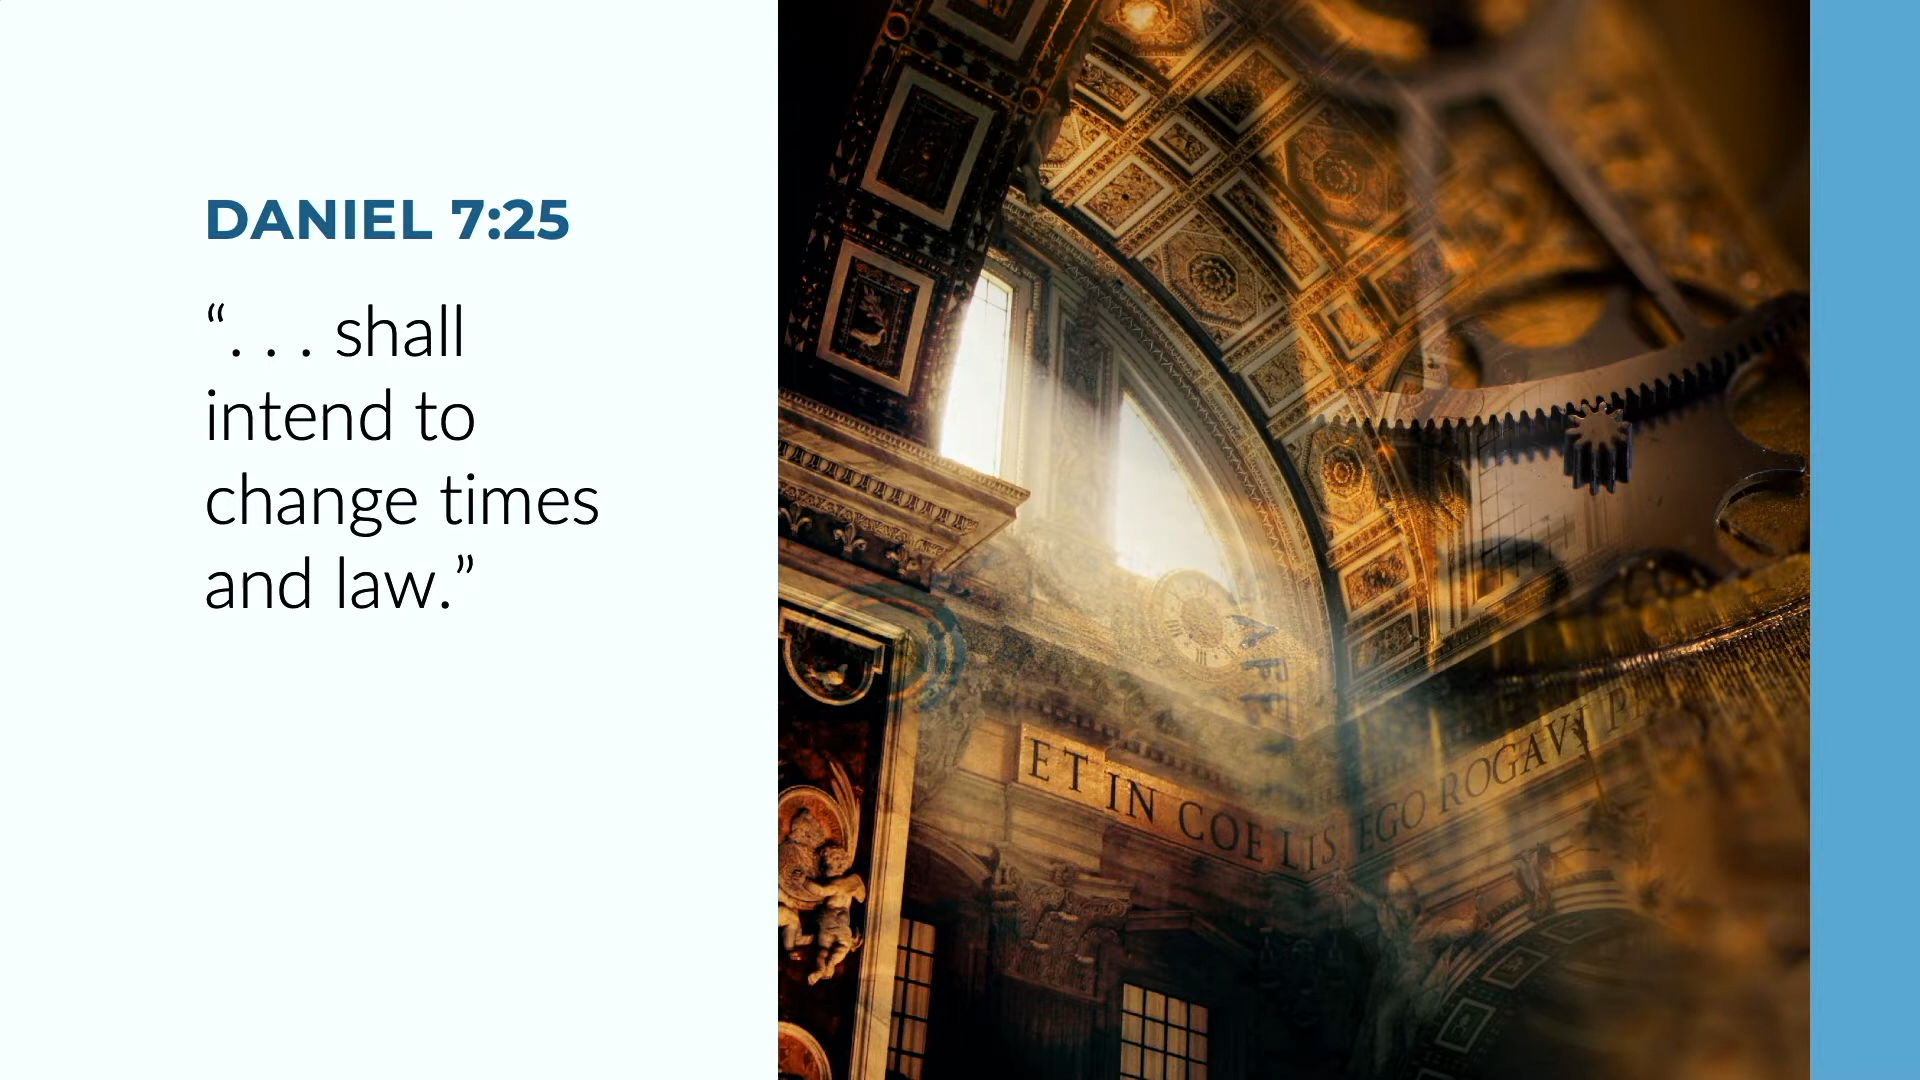 DANIEL 7:25
“. . . shall
intend to
change times
and law.”
ET IN COELIS EGO ROGAVI